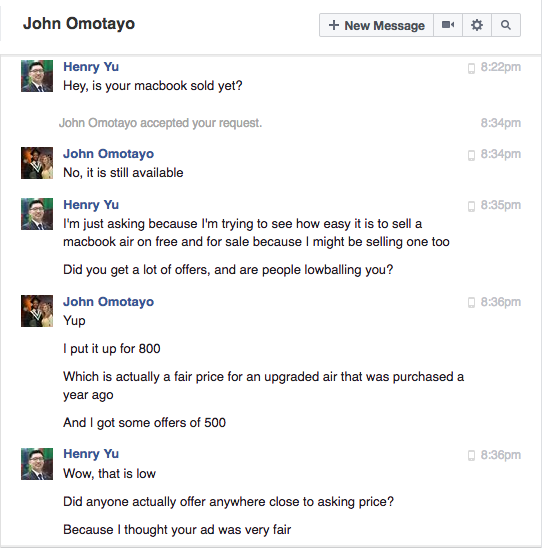 John Omotayo
+ New Message
Henry Yu 8:22pm
Hey, is your macbook sold yet?
John Omotayo accepted your request. 8:34pm
John Omotayo 8:34pm
No, it is still available
Henry Yu 8:35pm
I'm just asking because I'm trying to see how easy it is to sell a
macbook air on free and for sale because I might be selling one too
Did you get a lot of offers, and are people lowballing you?
John Omotayo 8:36pm
Yup
I put it up for 800
Which is actually a fair price for an upgraded air that was purchased a
year ago
And I got some offers of 500
Henry Yu 8:36pm
Wow, that is low
Did anyone actually offer anywhere close to asking price?
Because I thought your ad was very fair